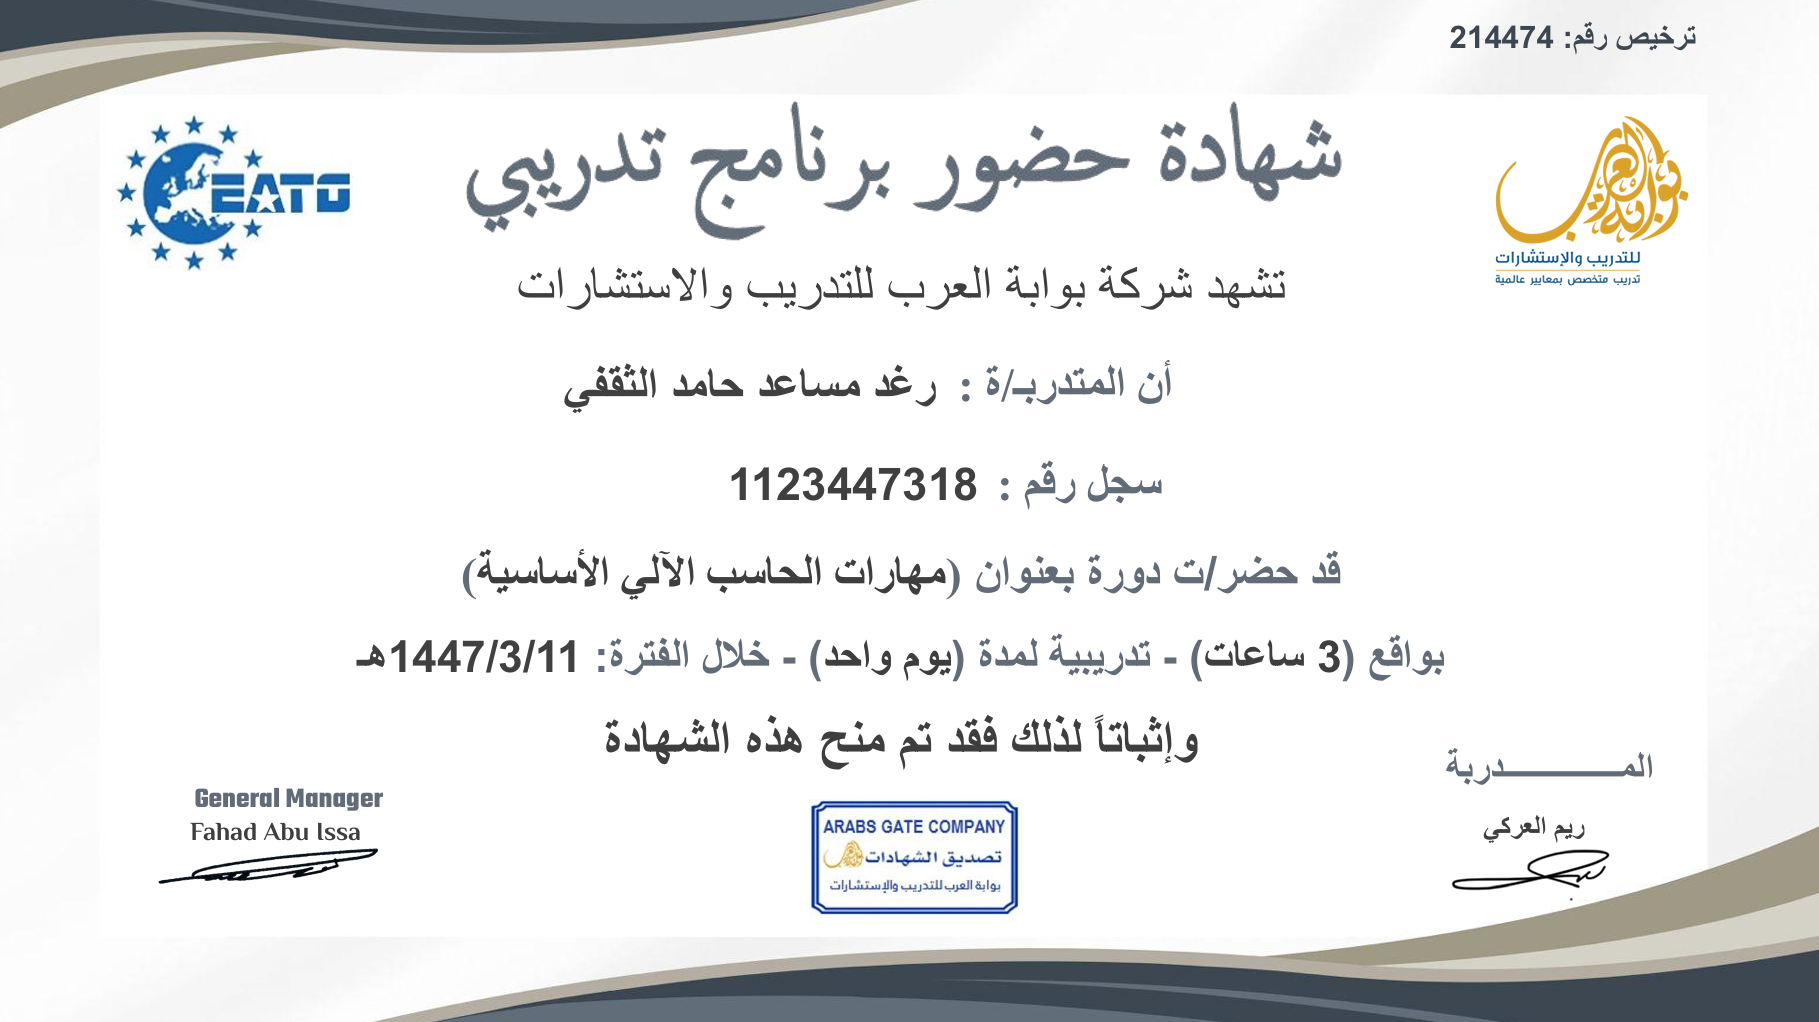 ترخيص رقم: 214474
EATO
بوابة العرب
للتدريب والإستشارات
تدريب متخصص بمعايير عالمية
شهادة حضور برنامج تدريبي
تشهد شركة بوابة العرب للتدريب والاستشارات
أن المتدربـ/ة : رغد مساعد حامد الثقفي
سجل رقم : 1123447318
قد حضر/ت دورة بعنوان (مهارات الحاسب الآلي الأساسية)
بواقع (3 ساعات) - تدريبية لمدة (يوم واحد) - خلال الفترة: 1447/3/11هـ
وإثباتاً لذلك فقد تم منح هذه الشهادة
المـــــــــــدربة
ريم العركي
General Manager
Fahad Abu Issa
ARABS GATE COMPANY
تصديق الشهادات
بوابة العرب للتدريب والإستشارات